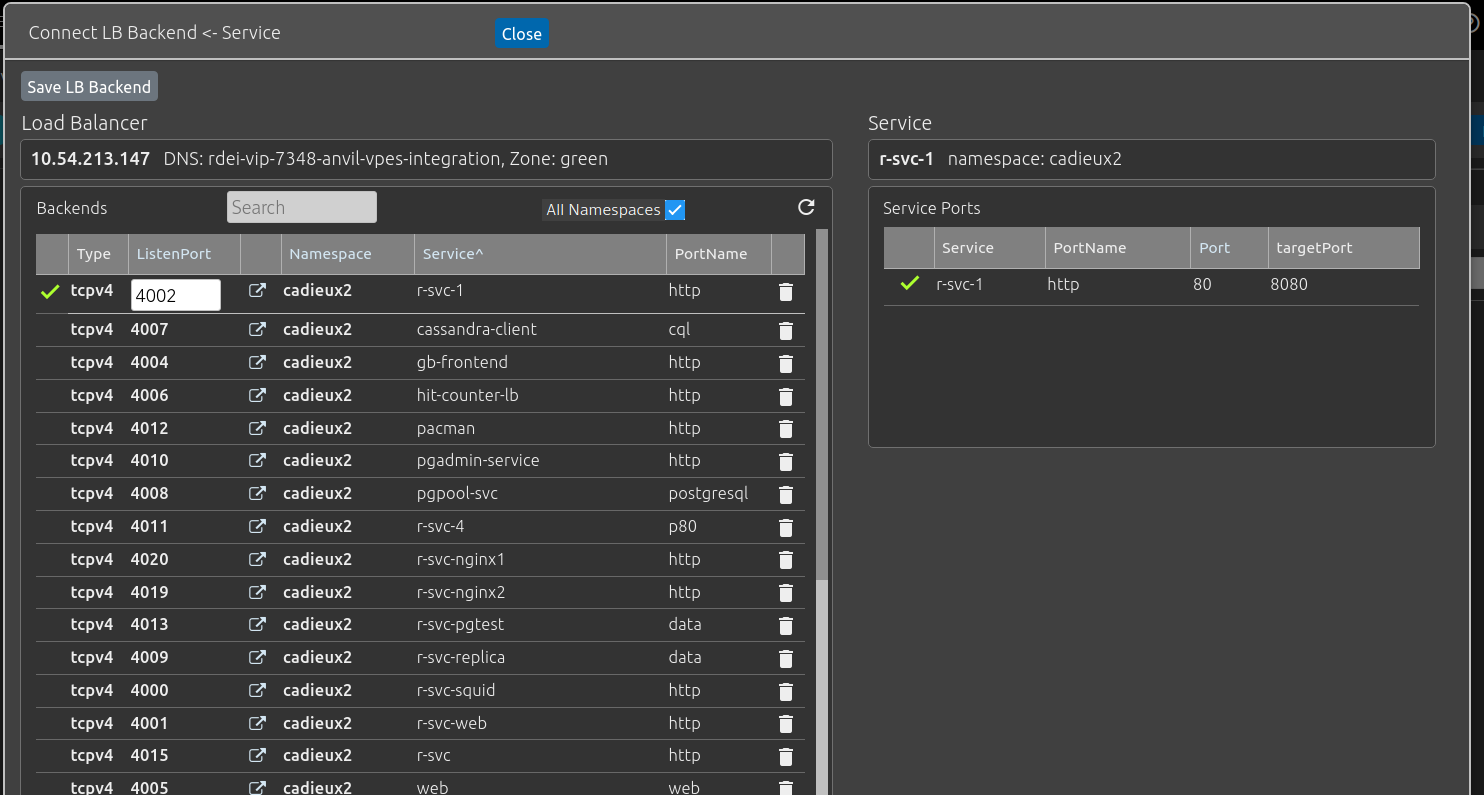 Connect LB Backend <- Service Close
Save LB Backend
Load Balancer
10.54.213.147 DNS: rdei-vip-7348-anvil-vpes-integration, Zone: green
Backends Search All Namespaces
Type ListenPort Namespace Service^ PortName
tcpv4 4002 cadieux2 r-svc-1 http
tcpv4 4007 cadieux2 cassandra-client cql
tcpv4 4004 cadieux2 gb-frontend http
tcpv4 4006 cadieux2 hit-counter-lb http
tcpv4 4012 cadieux2 pacman http
tcpv4 4010 cadieux2 pgadmin-service http
tcpv4 4008 cadieux2 pgpool-svc postgresql
tcpv4 4011 cadieux2 r-svc-4 p80
tcpv4 4020 cadieux2 r-svc-nginx1 http
tcpv4 4019 cadieux2 r-svc-nginx2 http
tcpv4 4013 cadieux2 r-svc-pgtest data
tcpv4 4009 cadieux2 r-svc-replica data
tcpv4 4000 cadieux2 r-svc-squid http
tcpv4 4001 cadieux2 r-svc-web http
tcpv4 4015 cadieux2 r-svc http
tcpv4 4005 cadieux2 web web
Service
r-svc-1 namespace: cadieux2
Service Ports
Service PortName Port targetPort
r-svc-1 http 80 8080